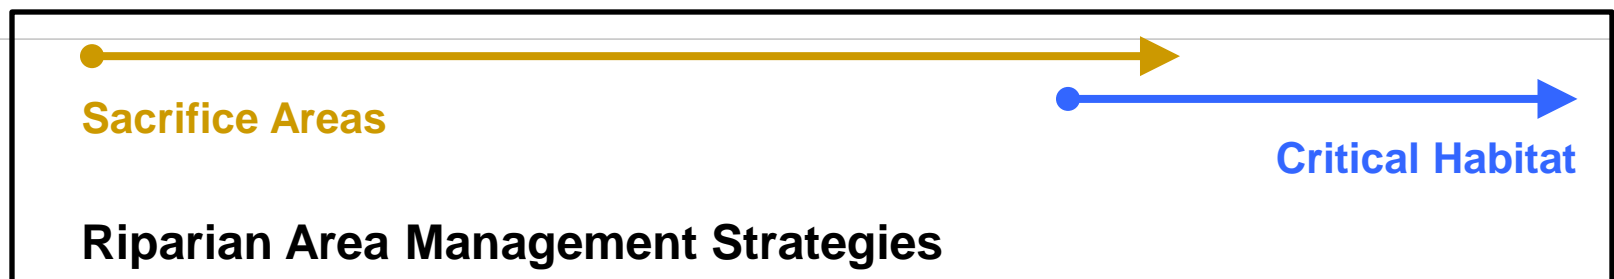 Sacrifice Areas
Critical Habitat
Riparian Area Management Strategies